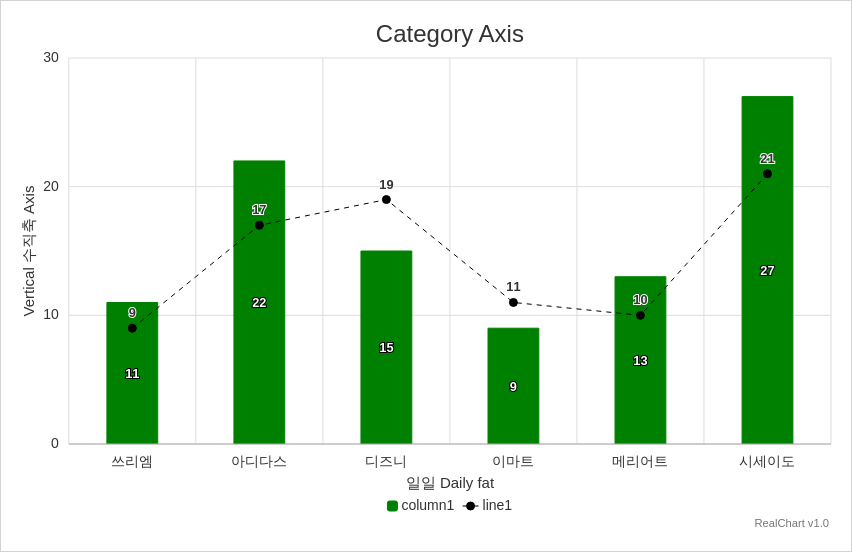 Category Axis
30
20
10
0
Vertical 수직축 Axis
9
17
19
11
10
21
11
22
15
9
13
27
쓰리엠 아디다스 디즈니 이마트 메리어트 시세이도
일일 Daily fat
column1 line1
RealChart v1.0